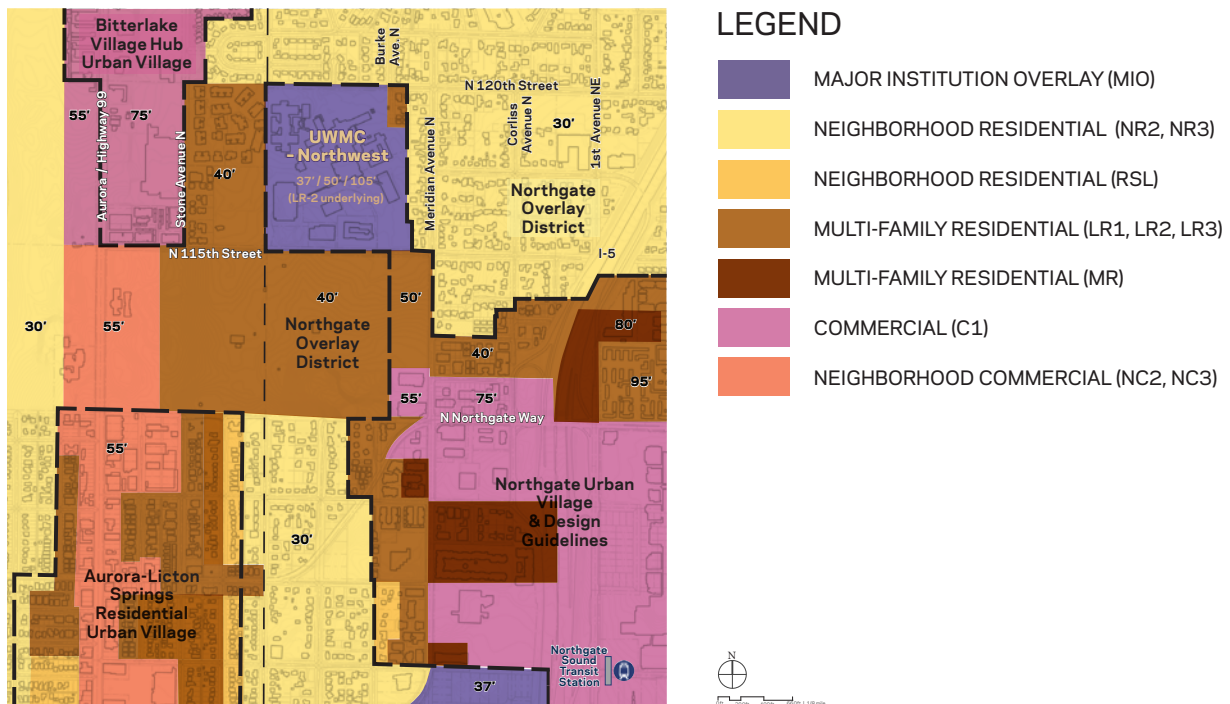 Bitterlake
Village Hub
Urban Village
Burke
Ave. N
55’
75’
Aurora / Highway 99
Stone Avenue N
40’
UWMC
- Northwest
37’ / 50’ / 105’
(LR-2 underlying)
N 120th Street
Meridian Avenue N
Corliss
Avenue N
30’
1st Avenue NE
Northgate
Overlay
District
I-5
N 115th Street
30’
55’
40’
Northgate
Overlay
District
50’
40’
80’
95’
55’
75’
N Northgate Way
55’
30’
Northgate Urban
Village
& Design
Guidelines
Aurora-Licton
Springs
Residential
Urban Village
Northgate
Sound
Transit
Station
37’
LEGEND
MAJOR INSTITUTION OVERLAY (MIO)
NEIGHBORHOOD RESIDENTIAL (NR2, NR3)
NEIGHBORHOOD RESIDENTIAL (RSL)
MULTI-FAMILY RESIDENTIAL (LR1, LR2, LR3)
MULTI-FAMILY RESIDENTIAL (MR)
COMMERCIAL (C1)
NEIGHBORHOOD COMMERCIAL (NC2, NC3)
N